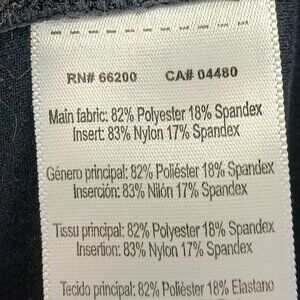 RN# 66200 CA# 04480
Main fabric: 82% Polyester 18% Spandex
Insert: 83% Nylon 17% Spandex
Género principal: 82% Poliéster 18% Spandex
Inserción: 83% Nilón 17% Spandex
Tissu principal: 82% Polyester 18% Spandex
Insertion: 83% Nylon 17% Spandex
Tecido principal: 82% Poliéster 18% Elastano